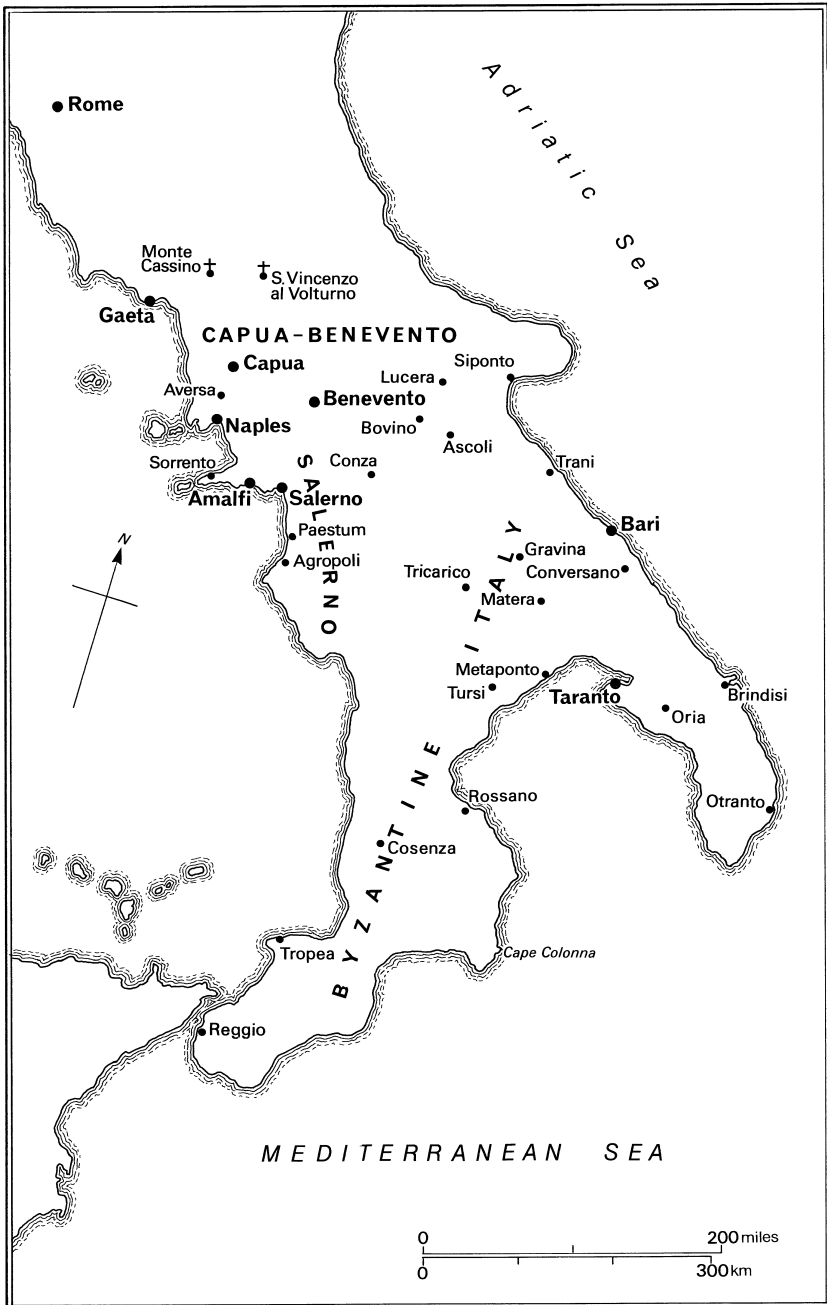 Adriatic Sea
Rome
Monte
Cassino
S. Vincenzo
al Volturno
Gaeta
CAPUA–BENEVENTO
Capua
Siponto
Lucera
Aversa
Benevento
Naples
Bovino
Ascoli
Sorrento
Conza
Trani
Amalfi
Salerno
SALERNO
Bari
Paestum
Agropoli
Gravina
Conversano
Tricarico
Matera
N
BYZANTINE ITALY
Metaponto
Tursi
Taranto
Brindisi
Oria
Rossano
Otranto
Cosenza
Tropea
Cape Colonna
Reggio
MEDITERRANEAN SEA
0 200 miles
0 300 km